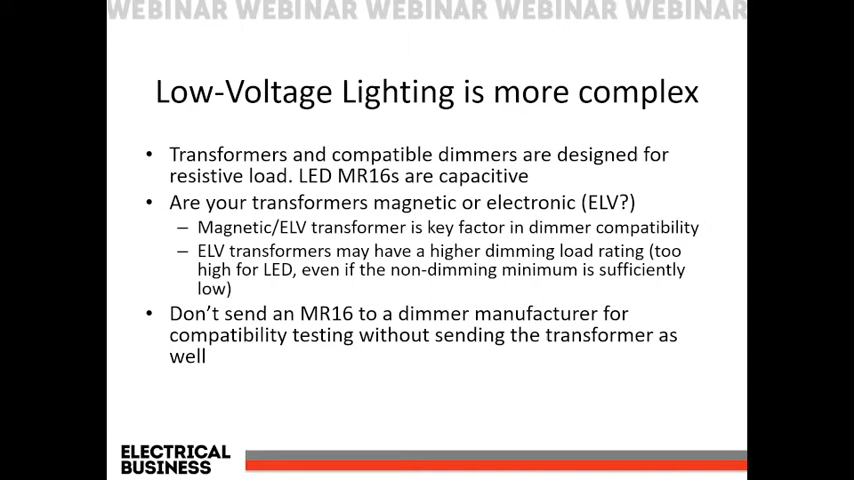 WEBINAR WEBINAR WEBINAR WEBINAR WEBINAR
Low-Voltage Lighting is more complex
• Transformers and compatible dimmers are designed for
resistive load. LED MR16s are capacitive
• Are your transformers magnetic or electronic (ELV?)
– Magnetic/ELV transformer is key factor in dimmer compatibility
– ELV transformers may have a higher dimming load rating (too
high for LED, even if the non-dimming minimum is sufficiently
low)
• Don’t send an MR16 to a dimmer manufacturer for
compatibility testing without sending the transformer as
well
ELECTRICAL
BUSINESS